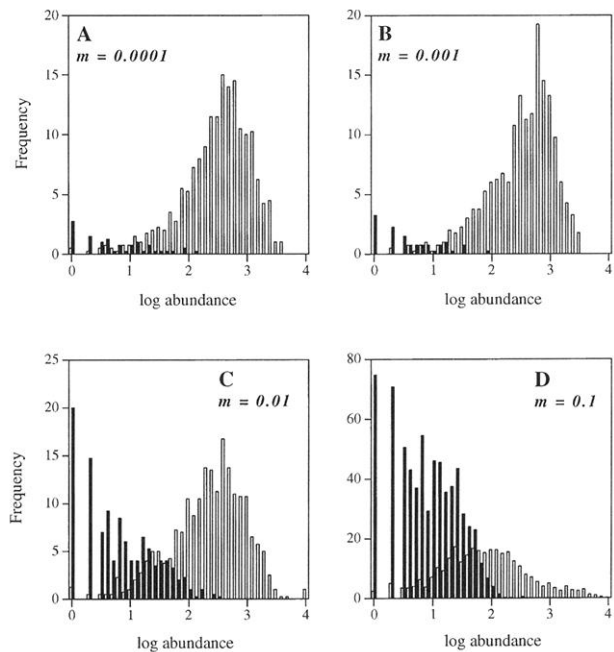 A
m = 0.0001
Frequency
20
15
10
5
0
0 1 2 3 4
log abundance
B
m = 0.001
20
15
10
5
0
0 1 2 3 4
log abundance
C
m = 0.01
Frequency
25
20
15
10
5
0
0 1 2 3 4
log abundance
D
m = 0.1
80
60
40
20
0
0 1 2 3 4
log abundance